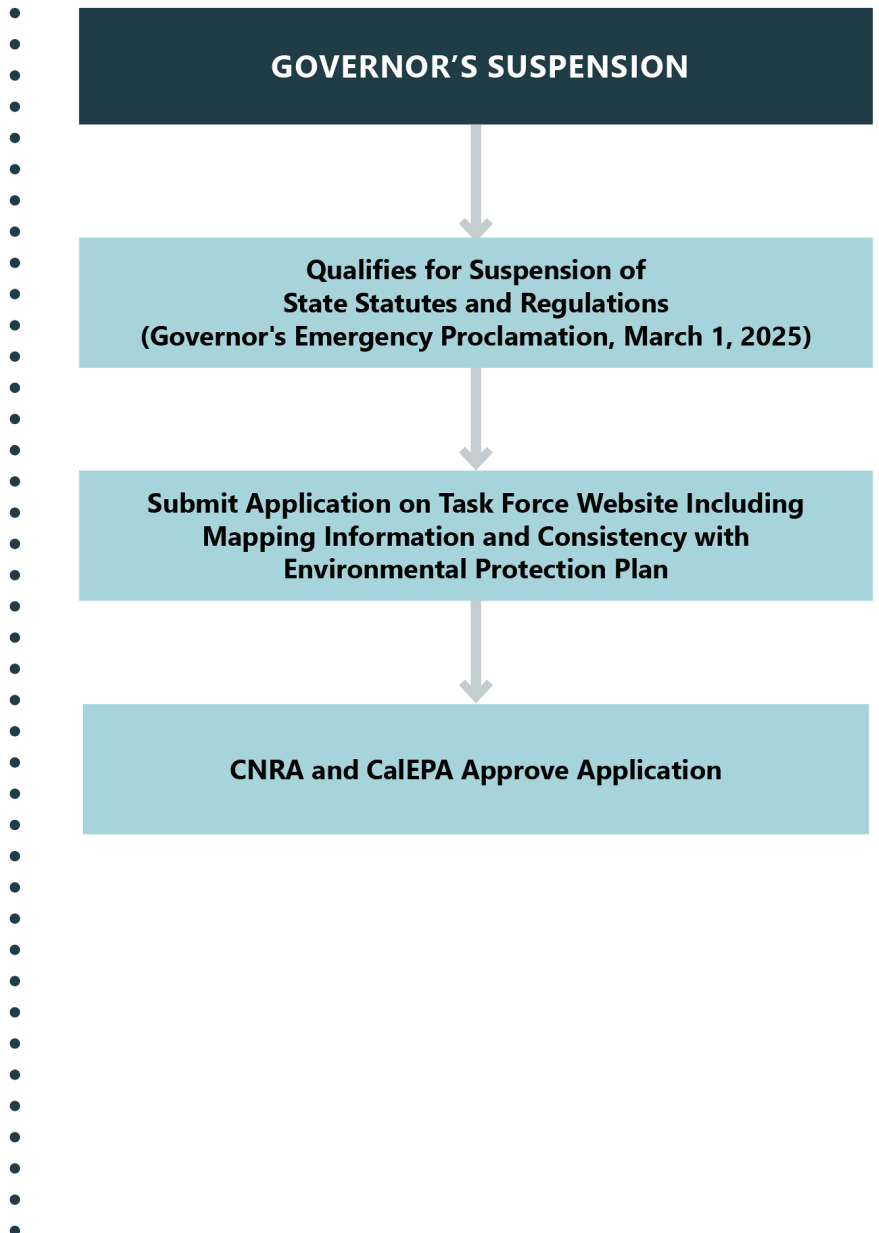 GOVERNOR’S SUSPENSION
Qualifies for Suspension of
State Statutes and Regulations
(Governor's Emergency Proclamation, March 1, 2025)
Submit Application on Task Force Website Including
Mapping Information and Consistency with
Environmental Protection Plan
CNRA and CalEPA Approve Application